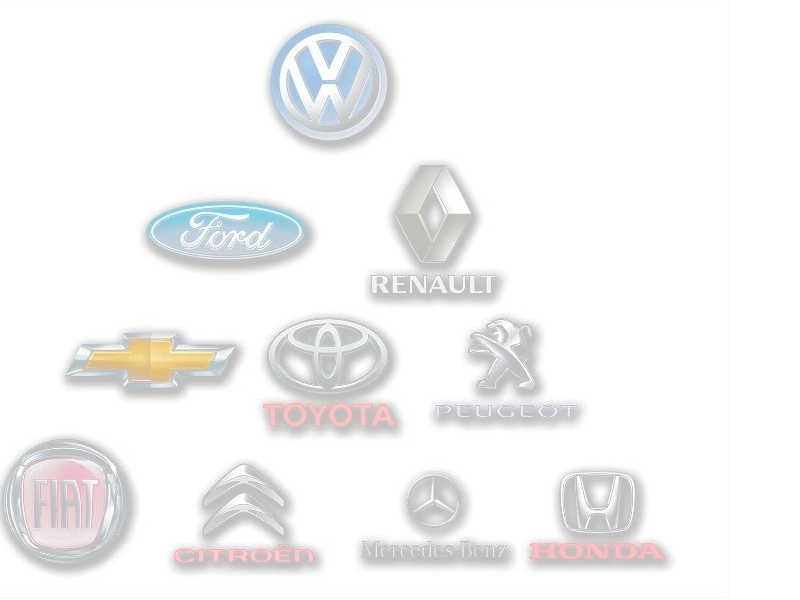 Ford
RENAULT
TOYOTA
PEUGEOT
FIAT
CITROËN
Mercedes Benz
HONDA